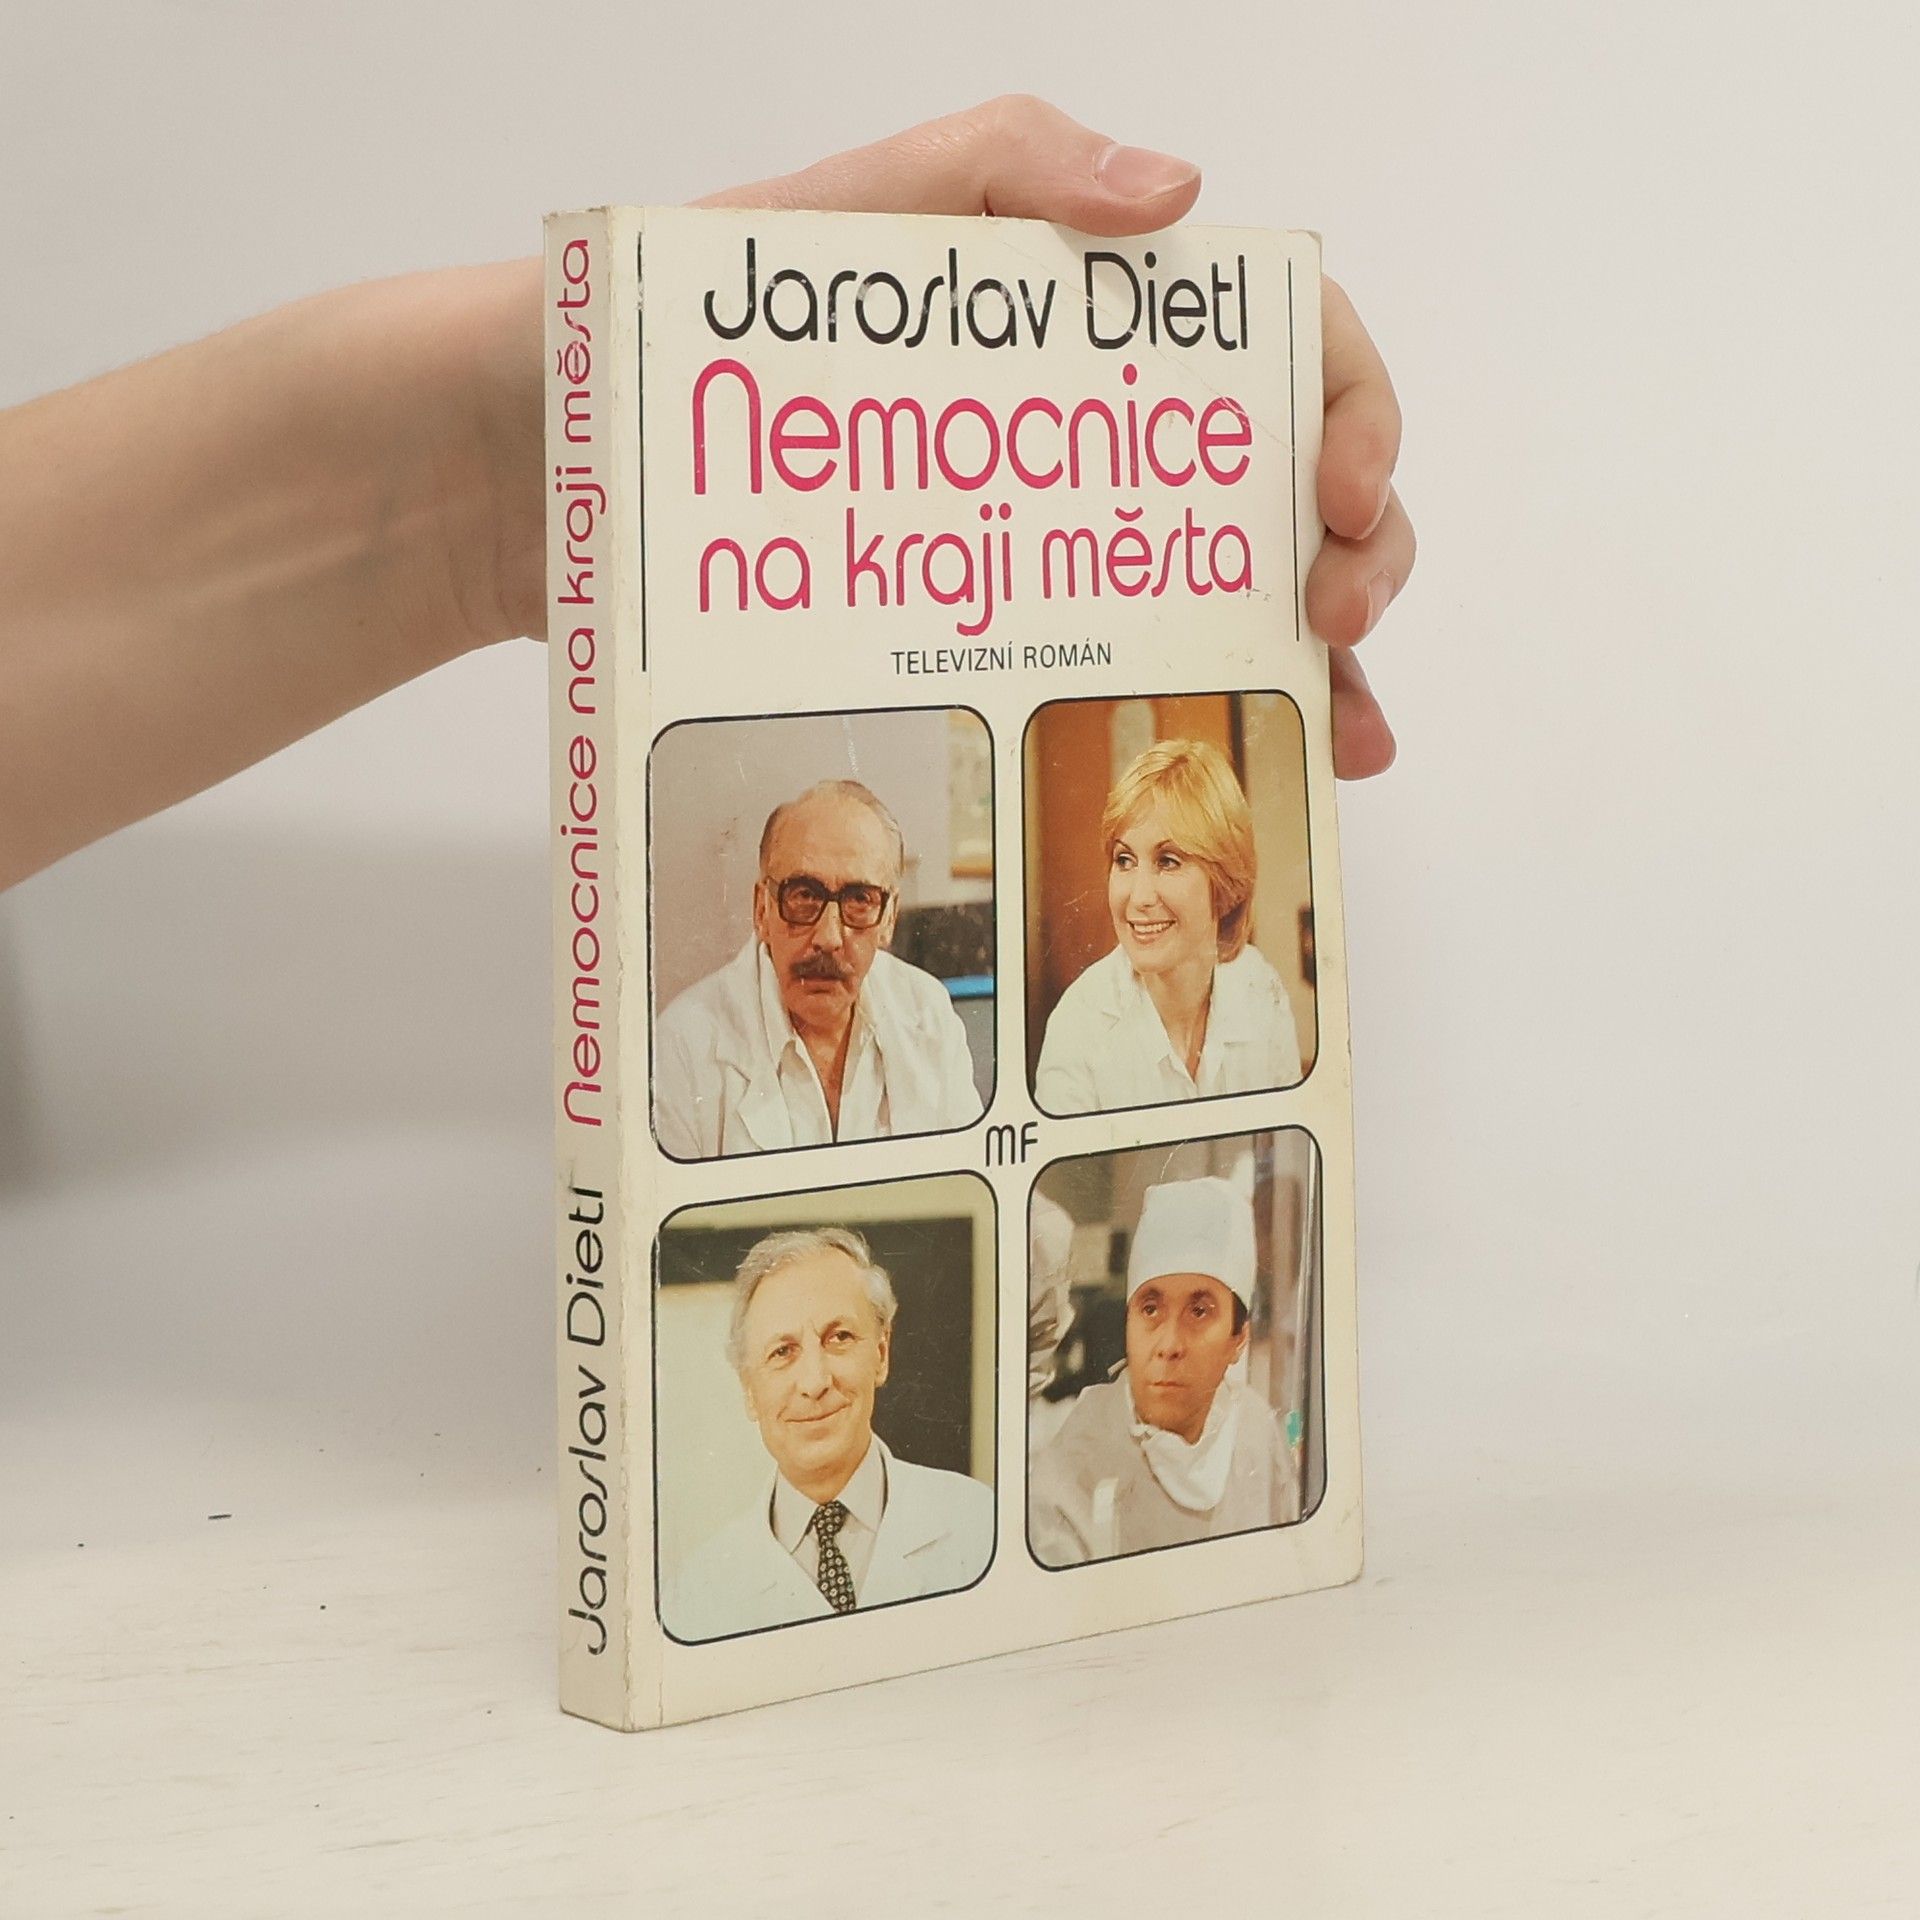 Jaroslav Dietl
Nemocnice
na kraji města
TELEVIZNÍ ROMÁN
MF
Jaroslav Dietl Nemocnice na kraji města